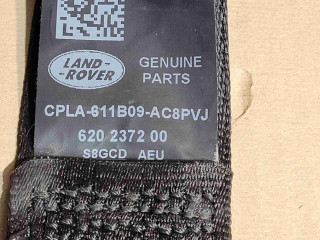 LAND-
ROVER
GENUINE
PARTS
CPLA-611B09-AC8PVJ
620 2372 00
S8GCD AEU